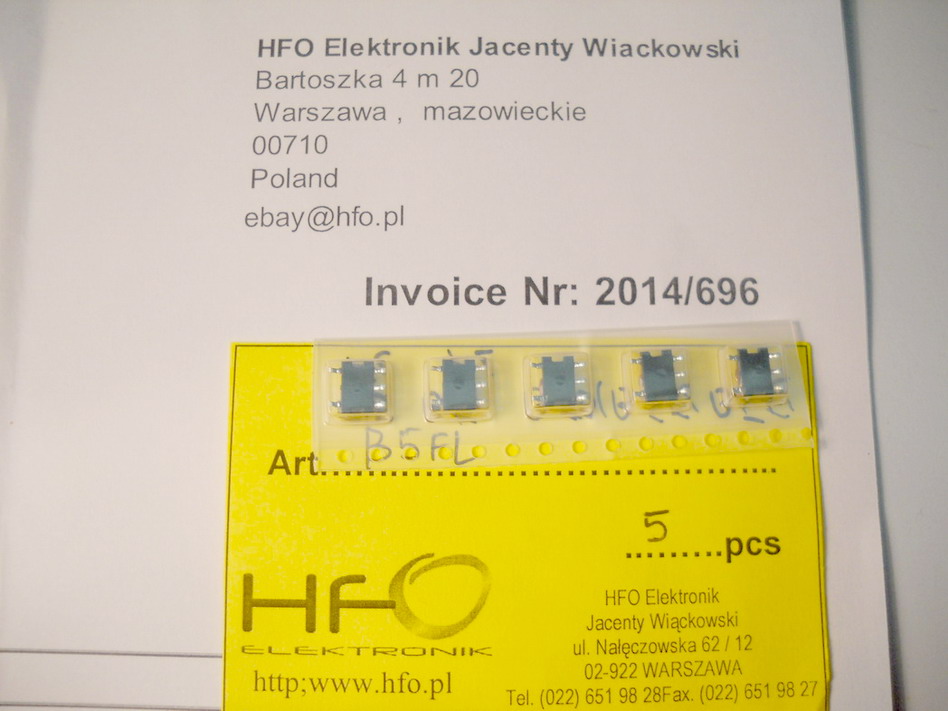 HFO Elektronik Jacenty Wiackowski
Bartoszka 4 m 20
Warszawa , mazowieckie
00710
Poland
ebay@hfo.pl
Invoice Nr: 2014/696
B5FL
Art..............................................
5
.........pcs
HfO
ELEKTRONIK
http;www.hfo.pl
HFO Elektronik
Jacenty Wiąckowski
ul. Nałęczowska 62 / 12
02-922 WARSZAWA
Tel. (022) 651 98 28Fax. (022) 651 98 27